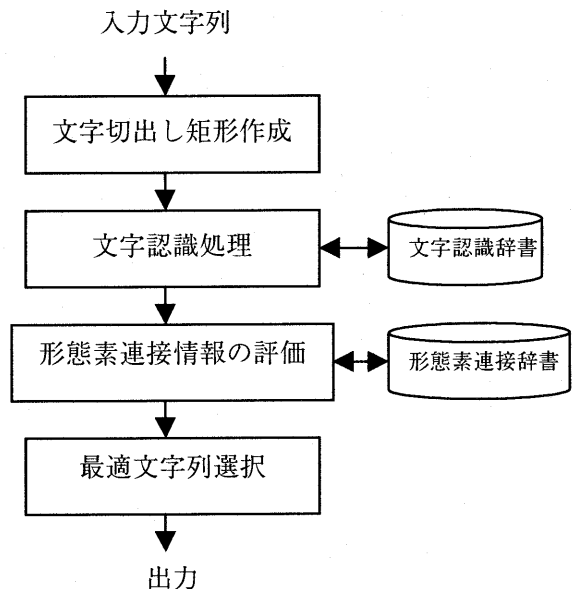 入力文字列
文字切出し矩形作成
文字認識処理
文字認識辞書
形態素連接情報の評価
形態素連接辞書
最適文字列選択
出力